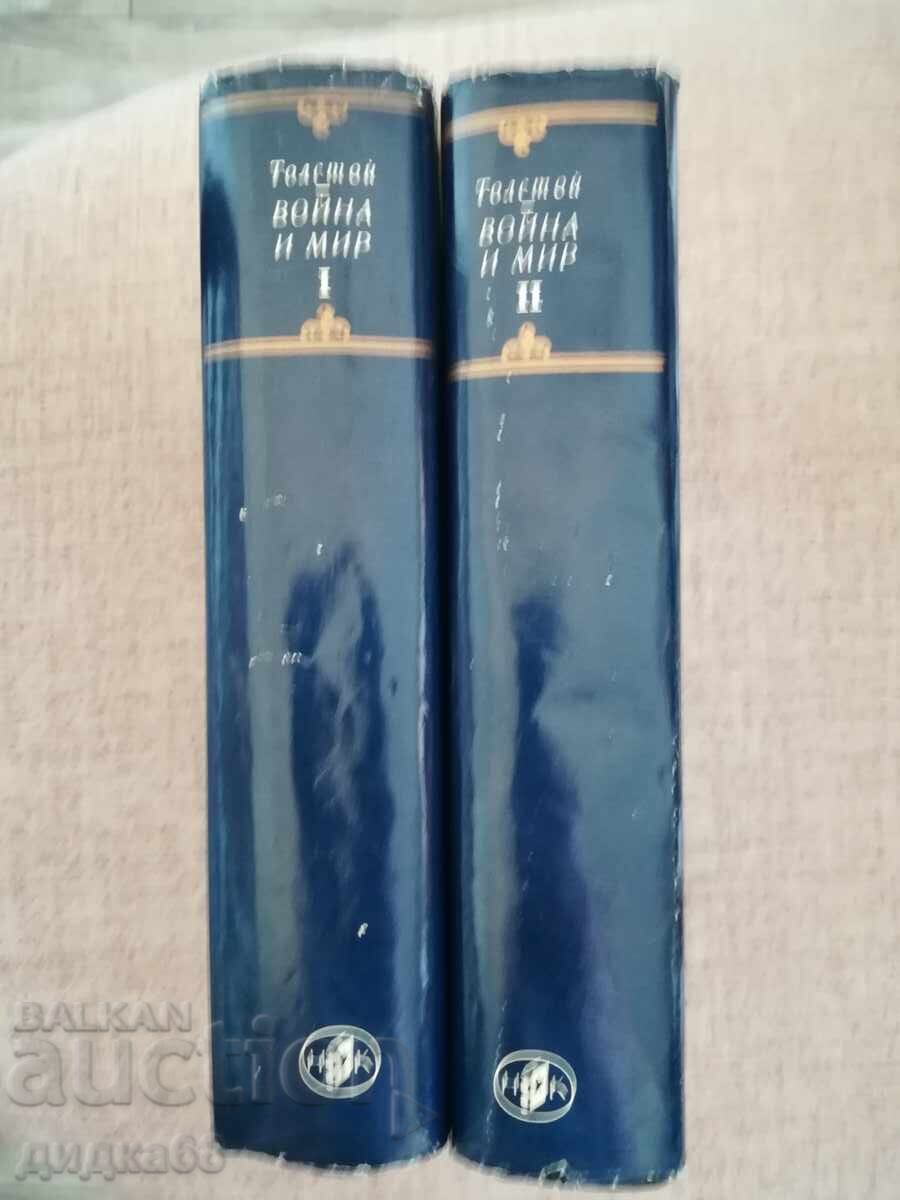 Толстой
ВОЙНА
И МИР
I
Толстой
ВОЙНА
И МИР
II
Н К
Н К
BALKAN
auction
дидка68